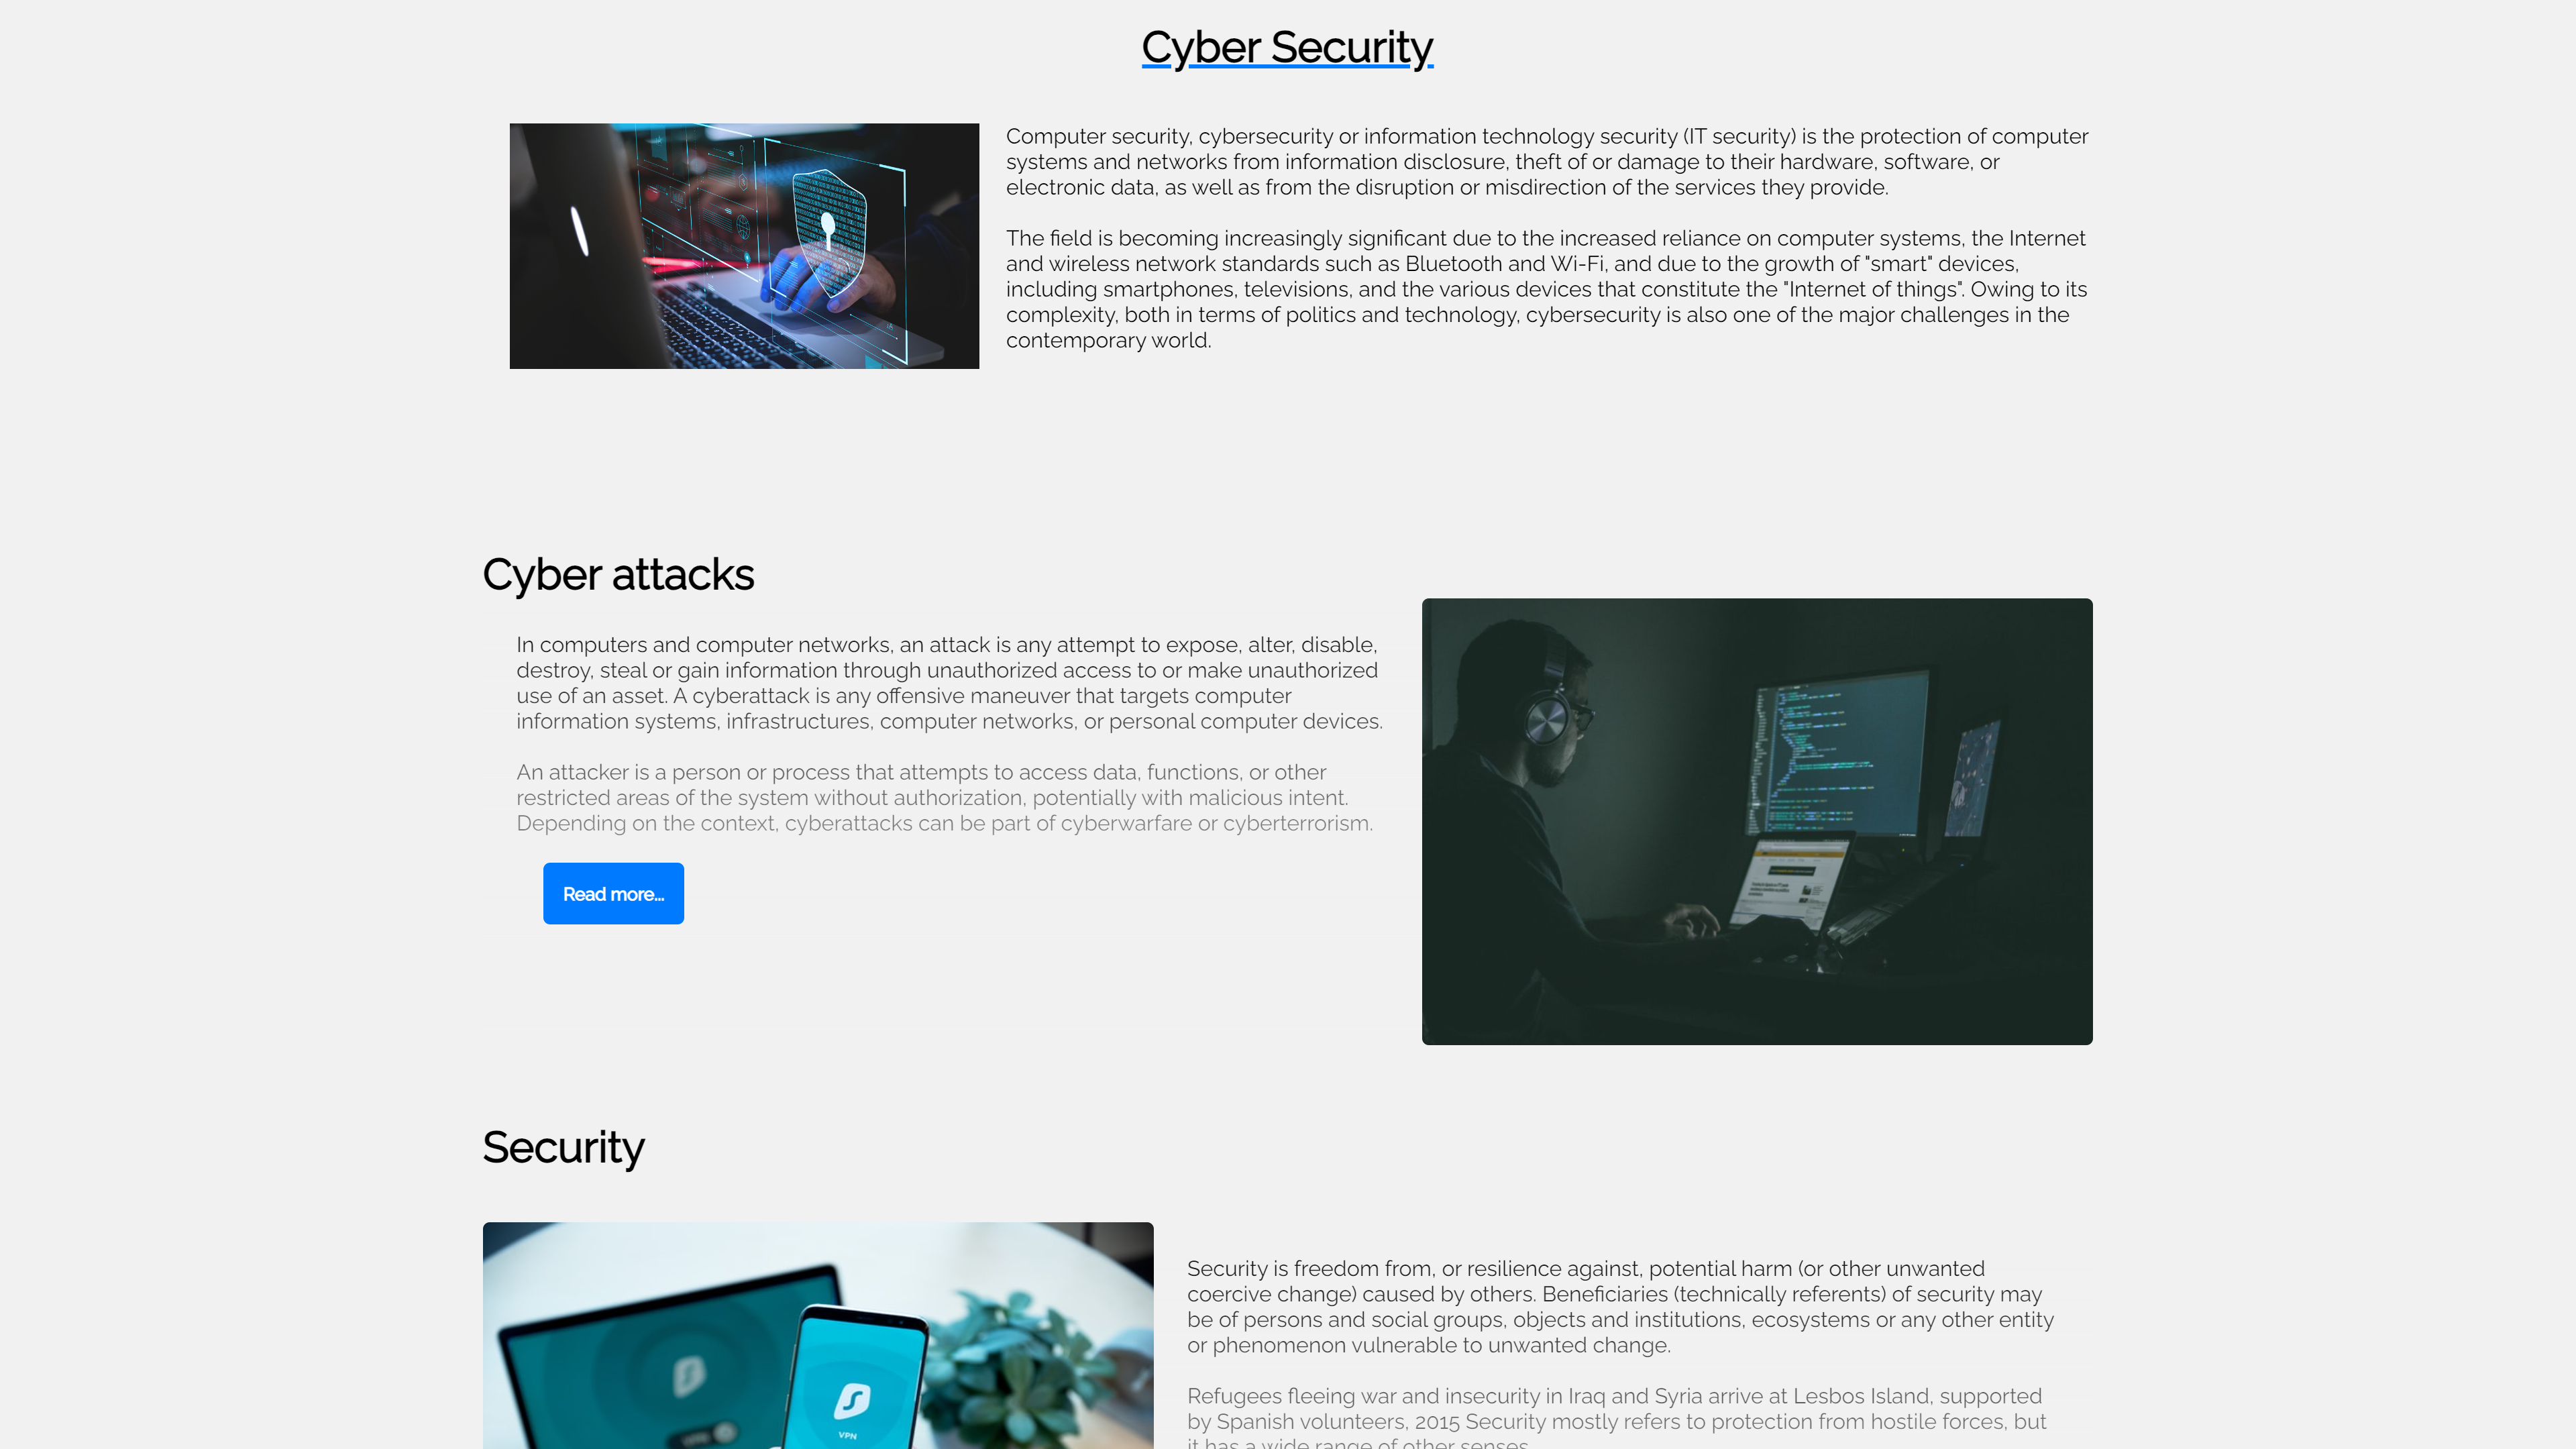 Cyber Security
Computer security, cybersecurity or information technology security (IT security) is the protection of computer
systems and networks from information disclosure, theft of or damage to their hardware, software, or
electronic data, as well as from the disruption or misdirection of the services they provide.
The field is becoming increasingly significant due to the increased reliance on computer systems, the Internet
and wireless network standards such as Bluetooth and Wi-Fi, and due to the growth of "smart" devices,
including smartphones, televisions, and the various devices that constitute the "Internet of things". Owing to its
complexity, both in terms of politics and technology, cybersecurity is also one of the major challenges in the
contemporary world.
Cyber attacks
In computers and computer networks, an attack is any attempt to expose, alter, disable,
destroy, steal or gain information through unauthorized access to or make unauthorized
use of an asset. A cyberattack is any offensive maneuver that targets computer
information systems, infrastructures, computer networks, or personal computer devices.
An attacker is a person or process that attempts to access data, functions, or other
restricted areas of the system without authorization, potentially with malicious intent.
Depending on the context, cyberattacks can be part of cyberwarfare or cyberterrorism.
Read more...
Security
Security is freedom from, or resilience against, potential harm (or other unwanted
coercive change) caused by others. Beneficiaries (technically referents) of security may
be of persons and social groups, objects and institutions, ecosystems or any other entity
or phenomenon vulnerable to unwanted change.
Refugees fleeing war and insecurity in Iraq and Syria arrive at Lesbos Island, supported
by Spanish volunteers, 2015 Security mostly refers to protection from hostile forces, but
it has a wide range of other senses
VPN